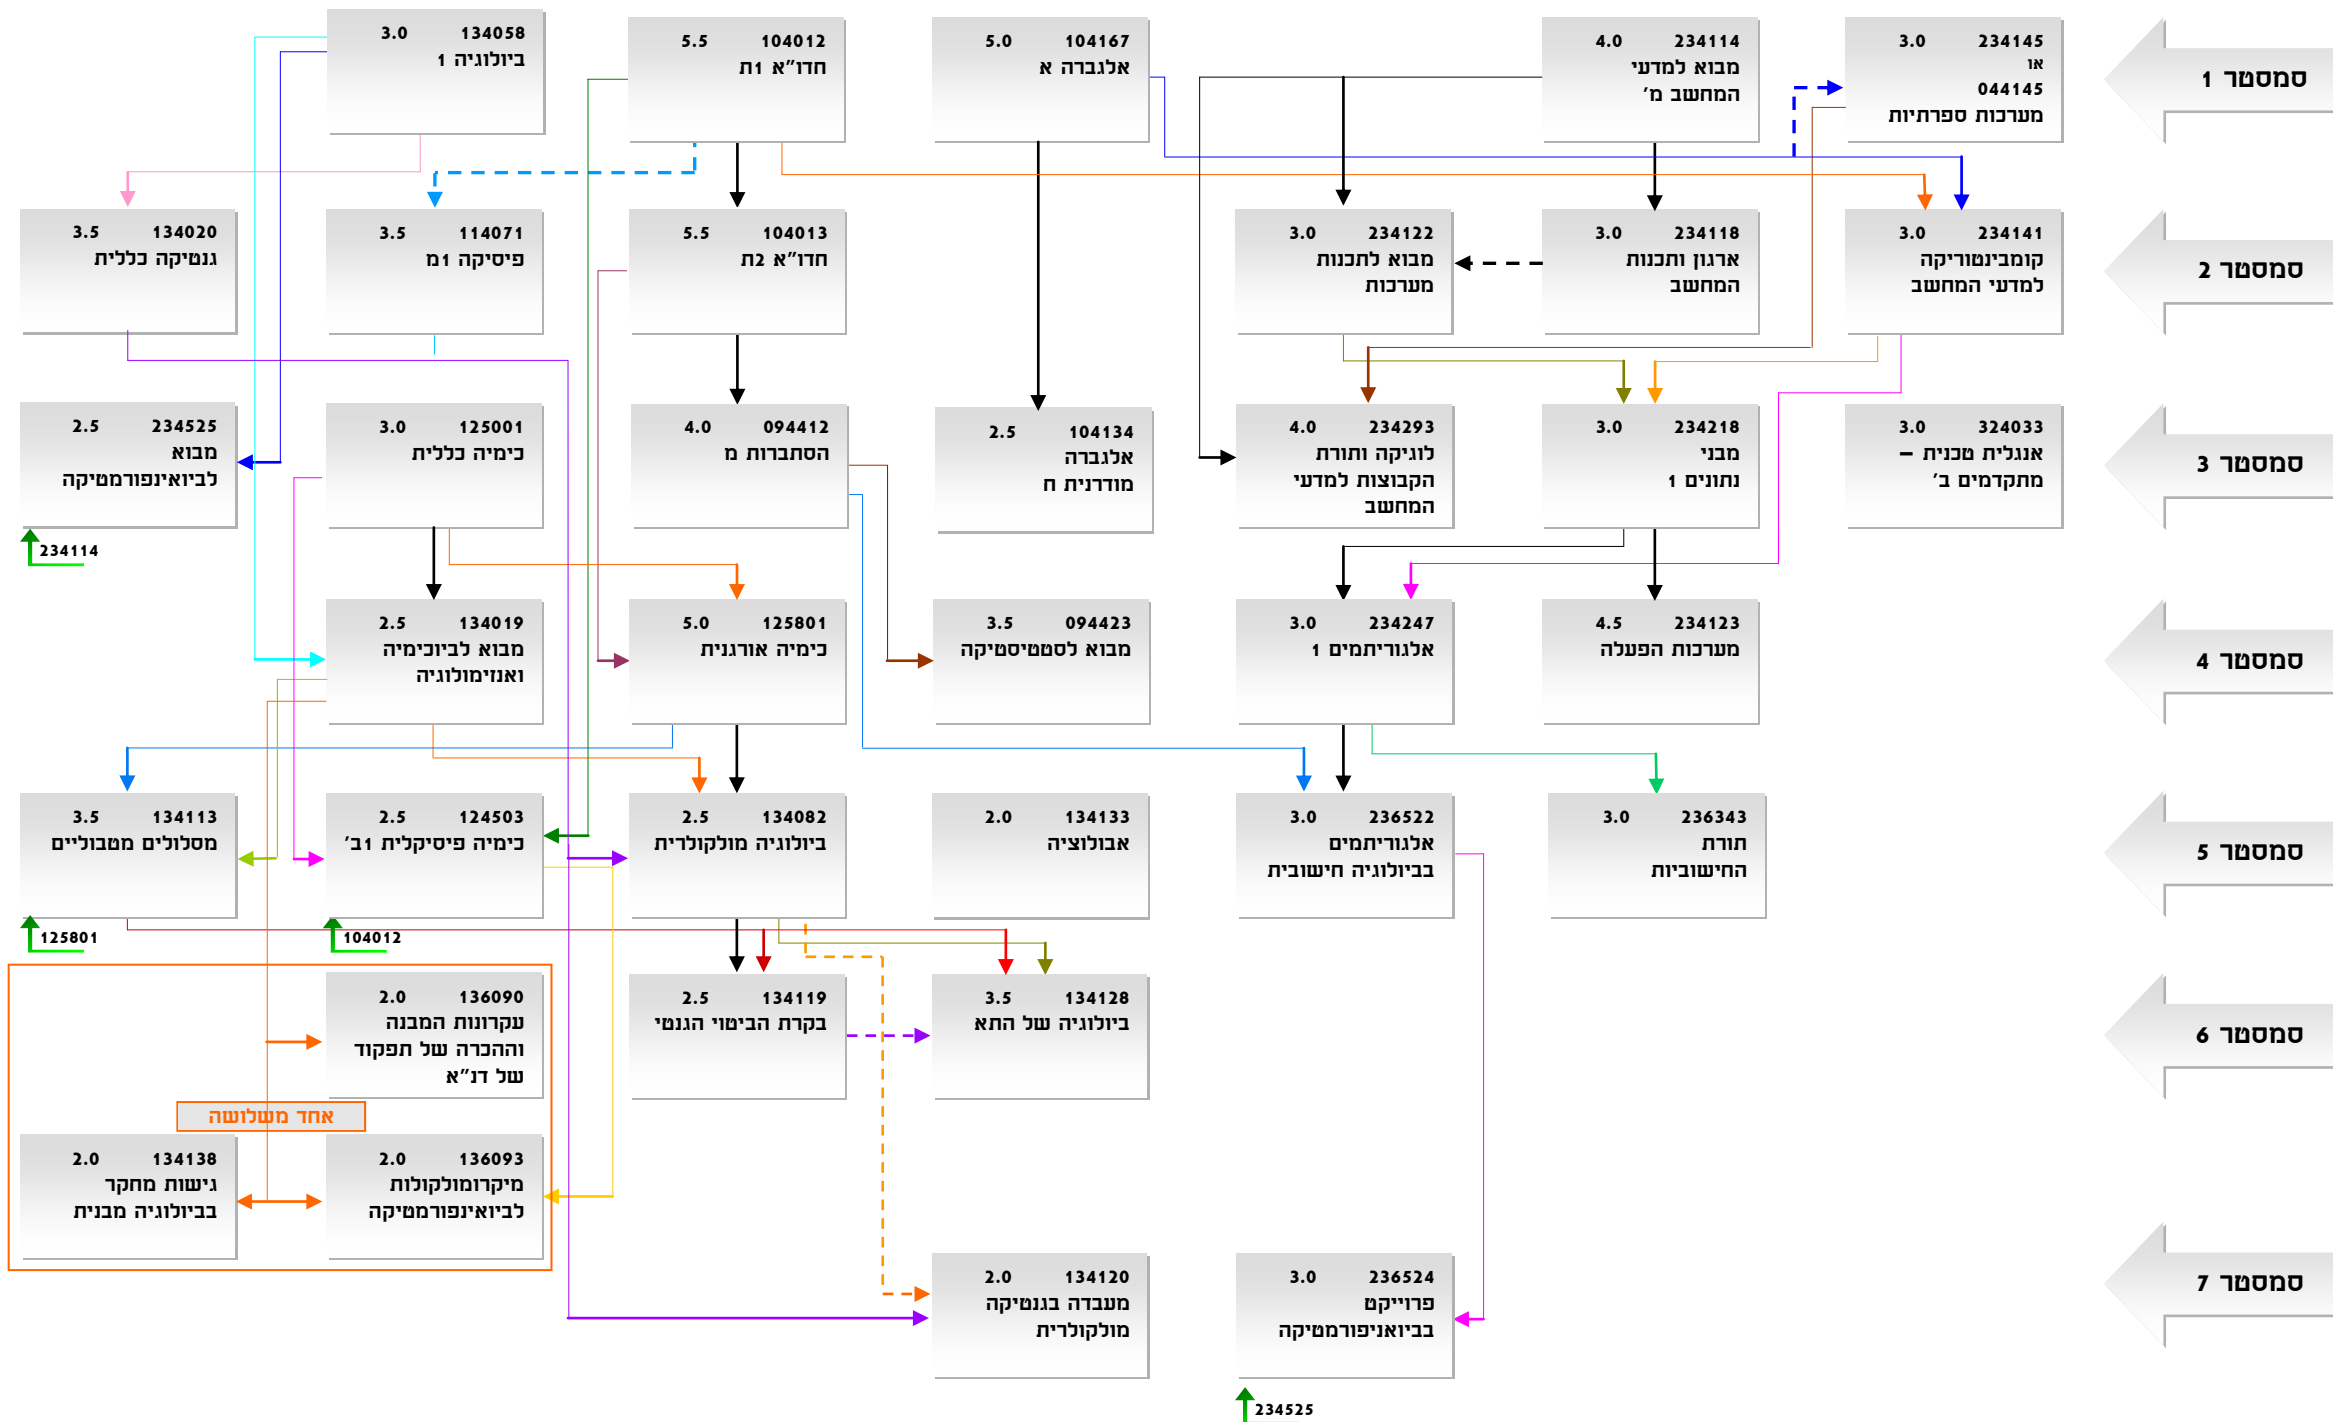 סמסטר 1
234145 3.0
או
044145
מערכות ספרתיות
234114 4.0
מבוא למדעי
המחשב מ'
104167 5.0
אלגברה א
104012 5.5
חדו"א 1ת
134058 3.0
ביולוגיה 1
סמסטר 2
234141 3.0
קומבינטוריקה
למדעי המחשב
234118 3.0
ארגון ותכנות
המחשב
234122 3.0
מבוא לתכנות
מערכות
104013 5.5
חדו"א 2ת
114071 3.5
פיסיקה 1מ
134020 3.5
גנטיקה כללית
סמסטר 3
324033 3.0
אנגלית טכנית –
מתקדמים ב'
234218 3.0
מבני
נתונים 1
234293 4.0
לוגיקה ותורת
הקבוצות למדעי
המחשב
104134 2.5
אלגברה
מודרנית ח
094412 4.0
הסתברות מ
125001 3.0
כימיה כללית
234525 2.5
מבוא
לביואינפורמטיקה
234114
סמסטר 4
234123 4.5
מערכות הפעלה
234247 3.0
אלגוריתמים 1
094423 3.5
מבוא לסטטיסטיקה
125801 5.0
כימיה אורגנית
134019 2.5
מבוא לביוכימיה
ואנזימולוגיה
סמסטר 5
236343 3.0
תורת
החישוביות
236522 3.0
אלגוריתמים
בביולוגיה חישובית
134133 2.0
אבולוציה
134082 2.5
ביולוגיה מולקולרית
124503 2.5
כימיה פיסיקלית 1ב'
134113 3.5
מסלולים מטבוליים
104012
125801
סמסטר 6
134128 3.5
ביולוגיה של התא
134119 2.5
בקרת הביטוי הגנטי
136090 2.0
עקרונות המבנה
וההכרה של תפקוד
של דנ"א
אחד משלושה
136093 2.0
מיקרומולקולות
לביואינפורמטיקה
134138 2.0
גישות מחקר
בביולוגיה מבנית
סמסטר 7
236524 3.0
פרוייקט
בביואניפורמטיקה
134120 2.0
מעבדה בגנטיקה
מולקולרית
234525